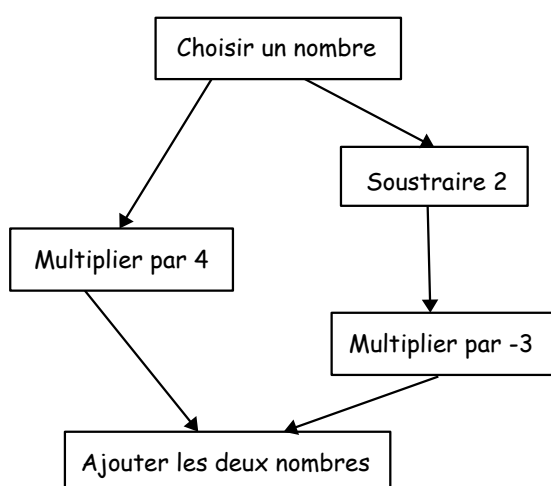 Choisir un nombre
Soustraire 2
Multiplier par 4
Multiplier par -3
Ajouter les deux nombres